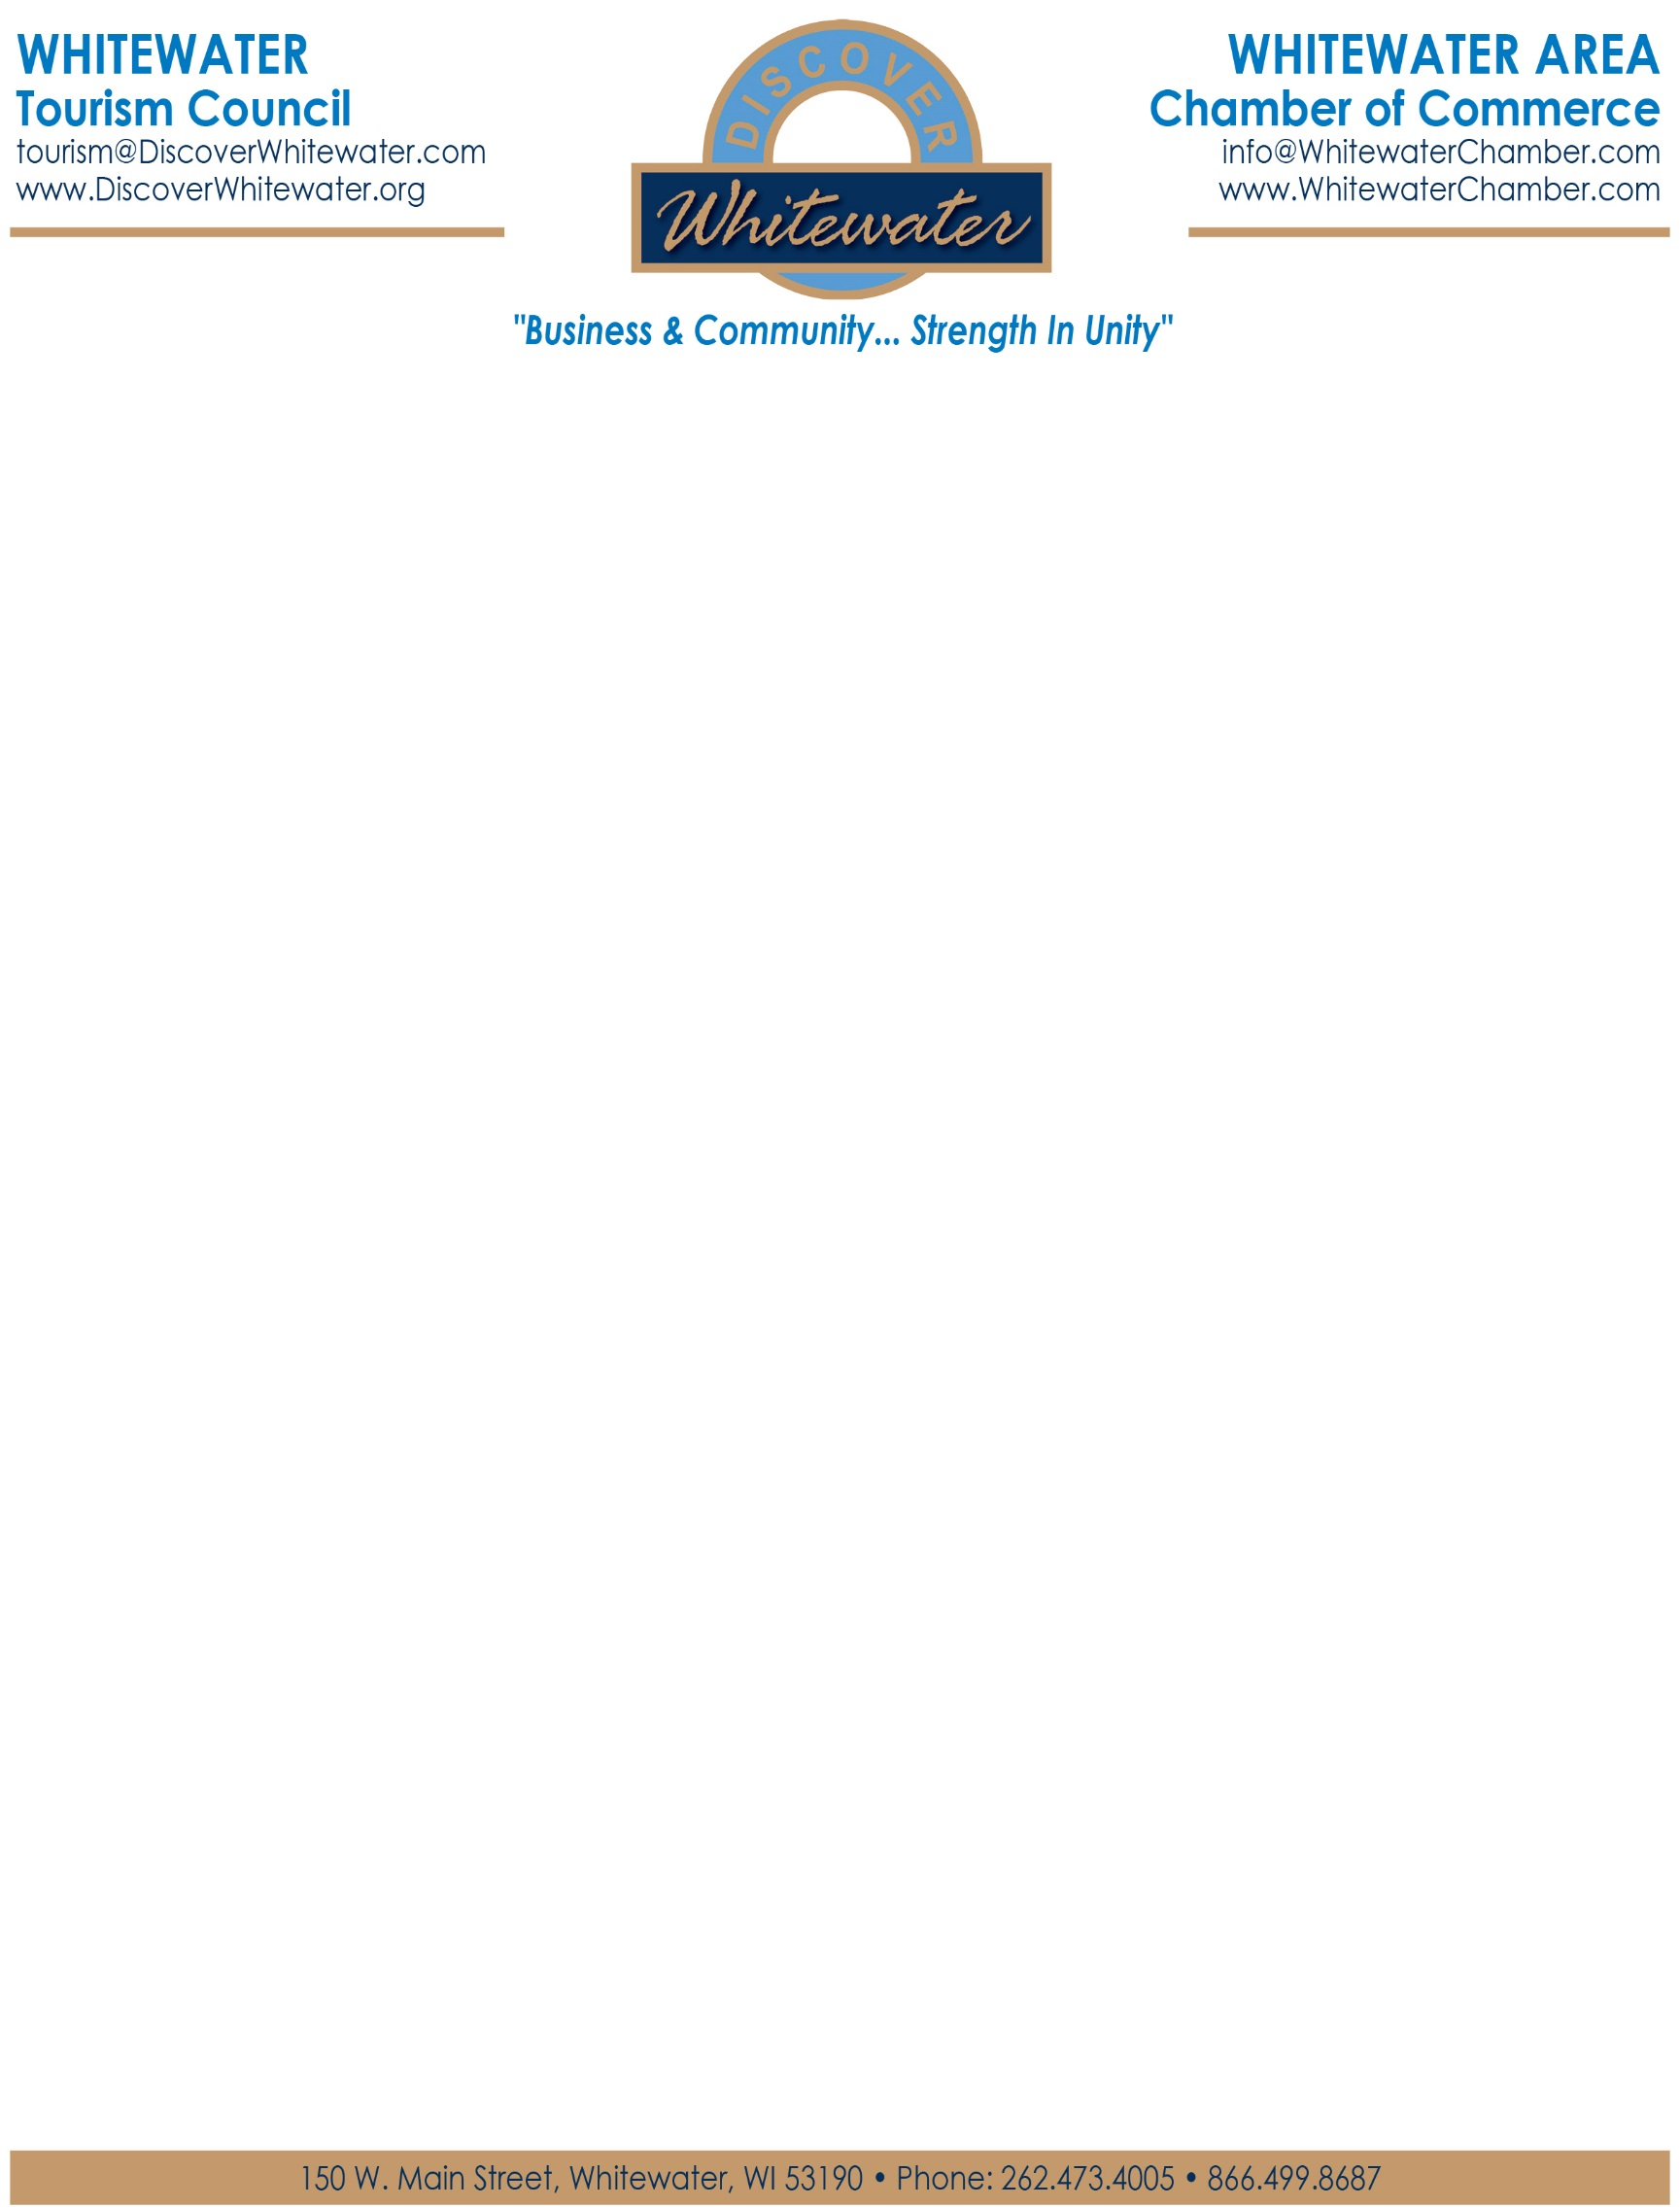 WHITEWATER
Tourism Council
tourism@DiscoverWhitewater.com
www.DiscoverWhitewater.org
DISCOVER
Whitewater
"Business & Community... Strength In Unity"
WHITEWATER AREA
Chamber of Commerce
info@WhitewaterChamber.com
www.WhitewaterChamber.com
150 W. Main Street, Whitewater, WI 53190 • Phone: 262.473.4005 • 866.499.8687